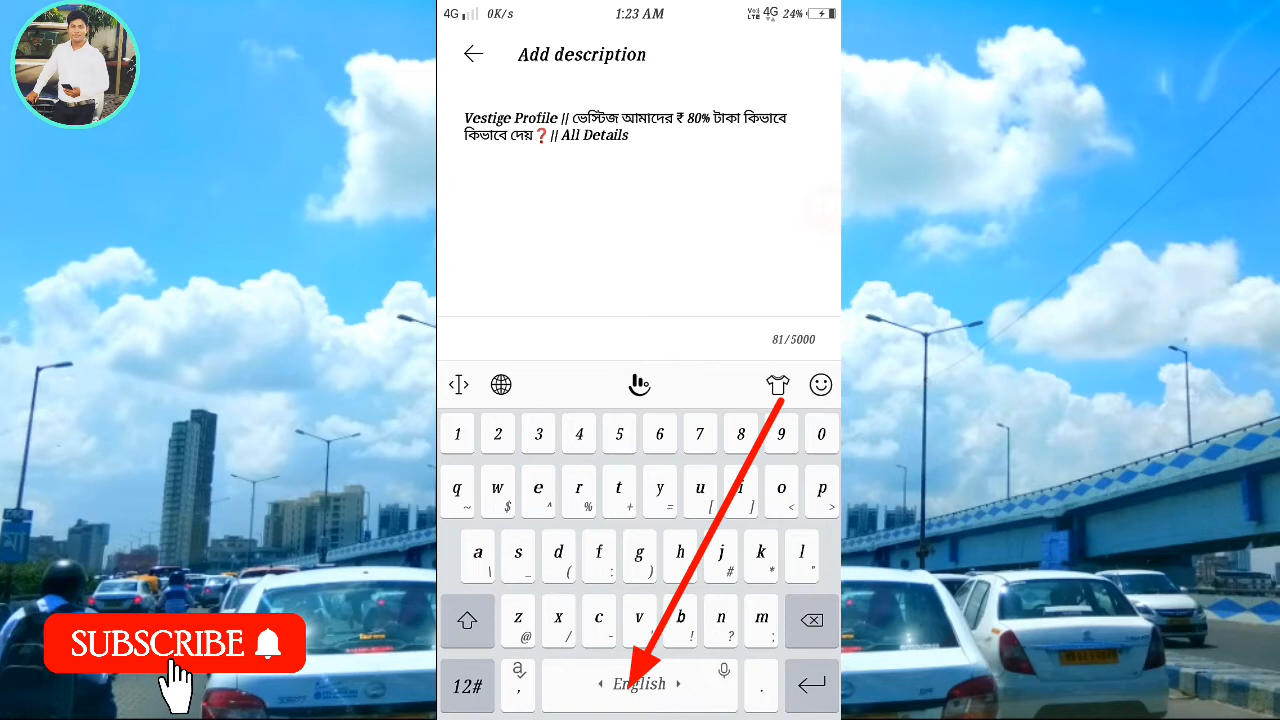 4G 0K/s 1:23 AM VoLTE 4G 24%
Add description
Vestige Profile || ভেস্টিজ আমাদের ₹ 80% টাকা কিভাবে
কিভাবে দেয়❓|| All Details
81/5000
1 2 3 4 5 6 7 8 9 0
q w e r t y u i o p
~ $ ^ % + = [ ] < >
a s d f g h j k l
\ _ ( : ) # * "
z x c v b n m
@ / - ' ! ? ;
12# , English .
SUBSCRIBE